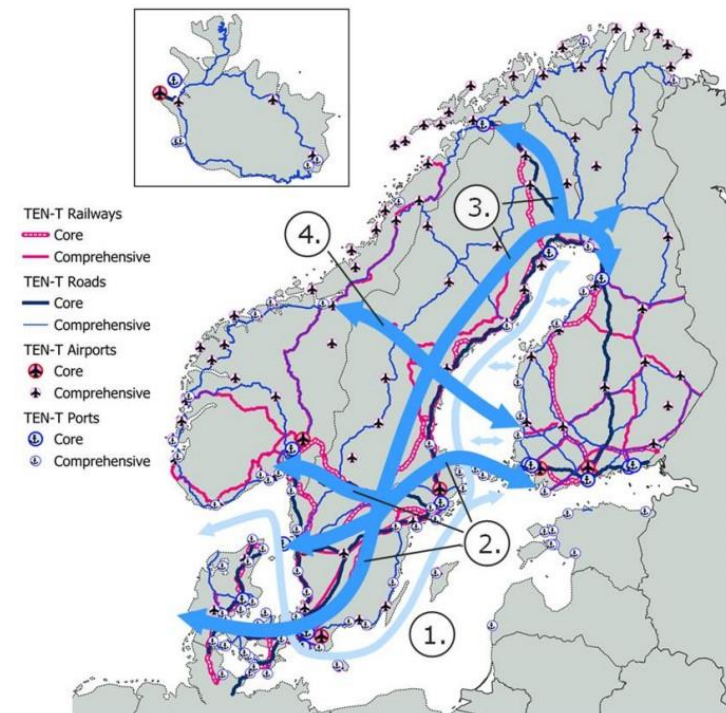 TEN-T Railways
Core
Comprehensive
TEN-T Roads
Core
Comprehensive
TEN-T Airports
Core
Comprehensive
TEN-T Ports
Core
Comprehensive
4.
3.
2.
1.